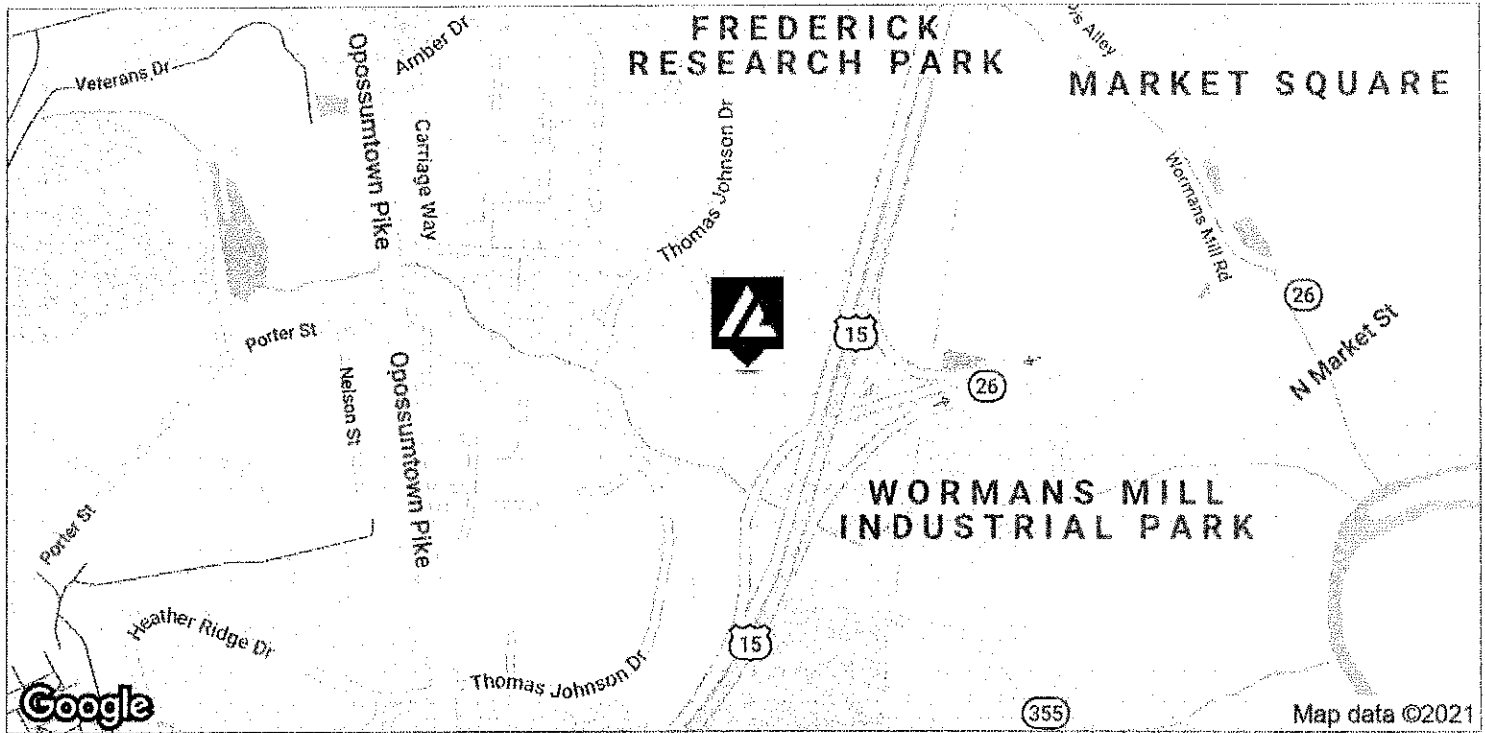 FREDERICK
RESEARCH PARK
Alley
MARKET SQUARE
Veterans Dr
Opossumtown Pike
Amber Dr
Carriage Way
Thomas Johnson Dr
Wormans Mill Rd
26
Porter St
15
N Market St
Nelson St
Opossumtown Pike
26
WORMANS MILL
INDUSTRIAL PARK
Porter St
Heather Ridge Dr
15
Thomas Johnson Dr
Google
355
Map data ©2021